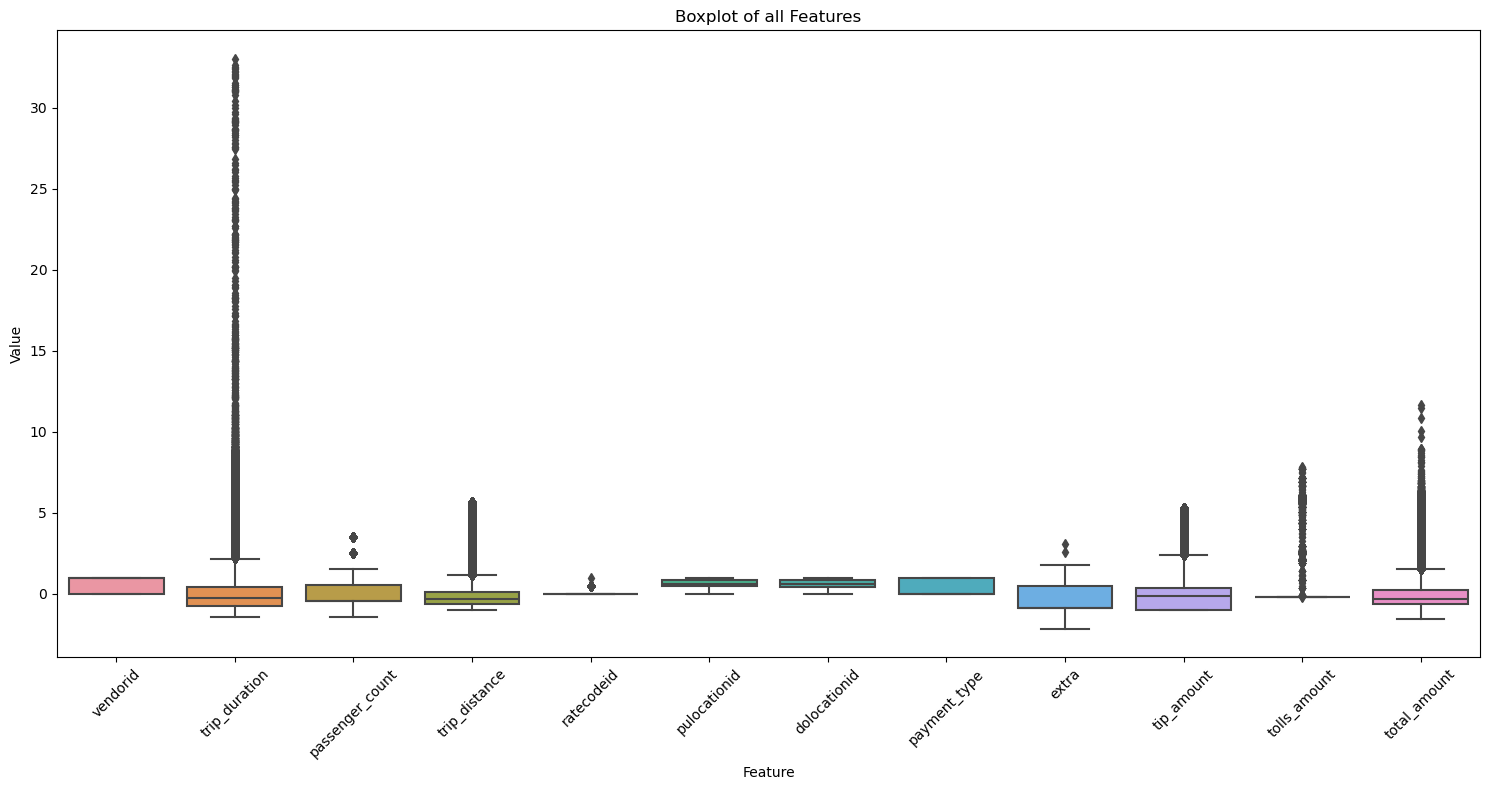 Boxplot of all Features
Value
30
25
20
15
10
5
0
vendorid
trip_duration
passenger_count
trip_distance
ratecodeid
pulocationid
dolocationid
payment_type
extra
tip_amount
tolls_amount
total_amount
Feature